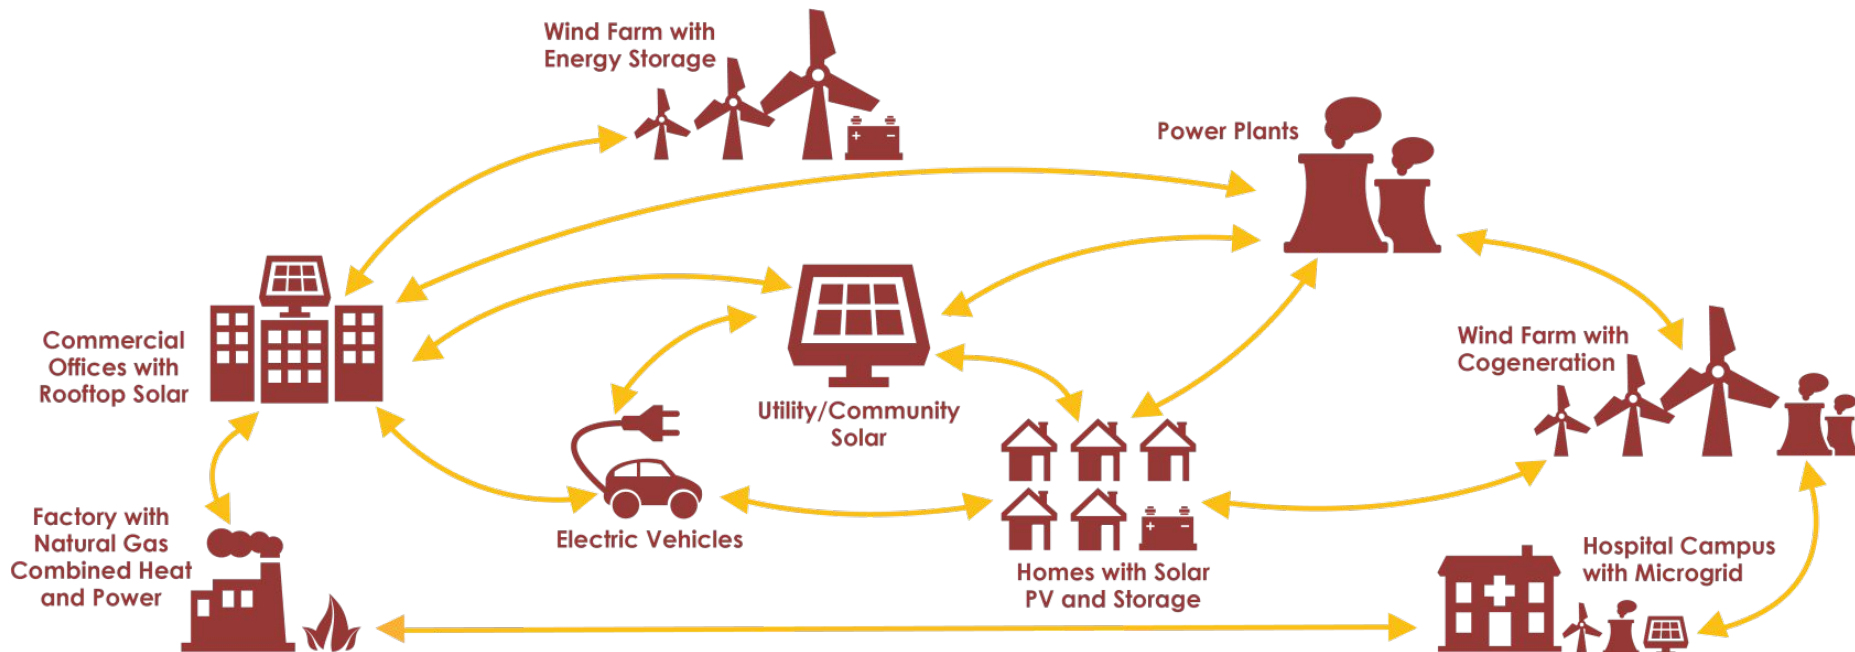 Wind Farm with
Energy Storage
Power Plants
Commercial
Offices with
Rooftop Solar
Utility/Community
Solar
Wind Farm with
Cogeneration
Factory with
Natural Gas
Combined Heat
and Power
Electric Vehicles
Homes with Solar
PV and Storage
Hospital Campus
with Microgrid